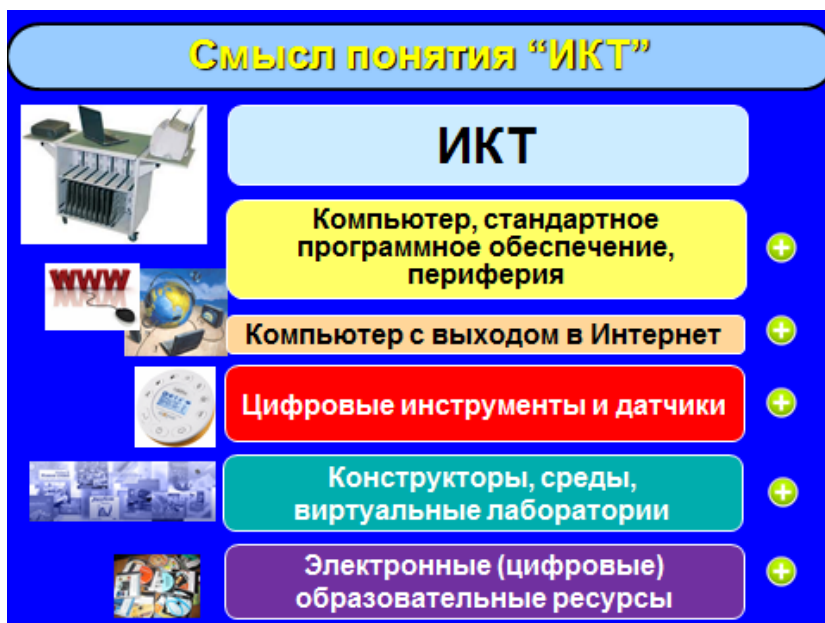 Смысл понятия “ИКТ”
ИКТ
Компьютер, стандартное
программное обеспечение,
периферия
WWW
Компьютер с выходом в Интернет
Цифровые инструменты и датчики
Конструкторы, среды,
виртуальные лаборатории
Электронные (цифровые)
образовательные ресурсы